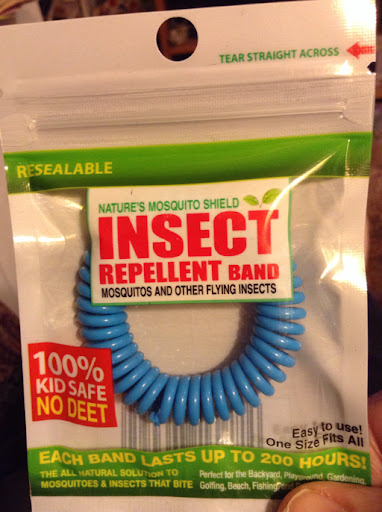 TEAR STRAIGHT ACROSS
RESEALABLE
NATURE'S MOSQUITO SHIELD
INSECT
REPELLENT BAND
MOSQUITOS AND OTHER FLYING INSECTS
100%
KID SAFE
NO DEET
Easy to use!
One Size Fits All
EACH BAND LASTS UP TO 200 HOURS!
THE ALL NATURAL SOLUTION TO
MOSQUITOES & INSECTS THAT BITE
Perfect for the Backyard, Playground, Gardening,
Golfing, Beach, Fishing